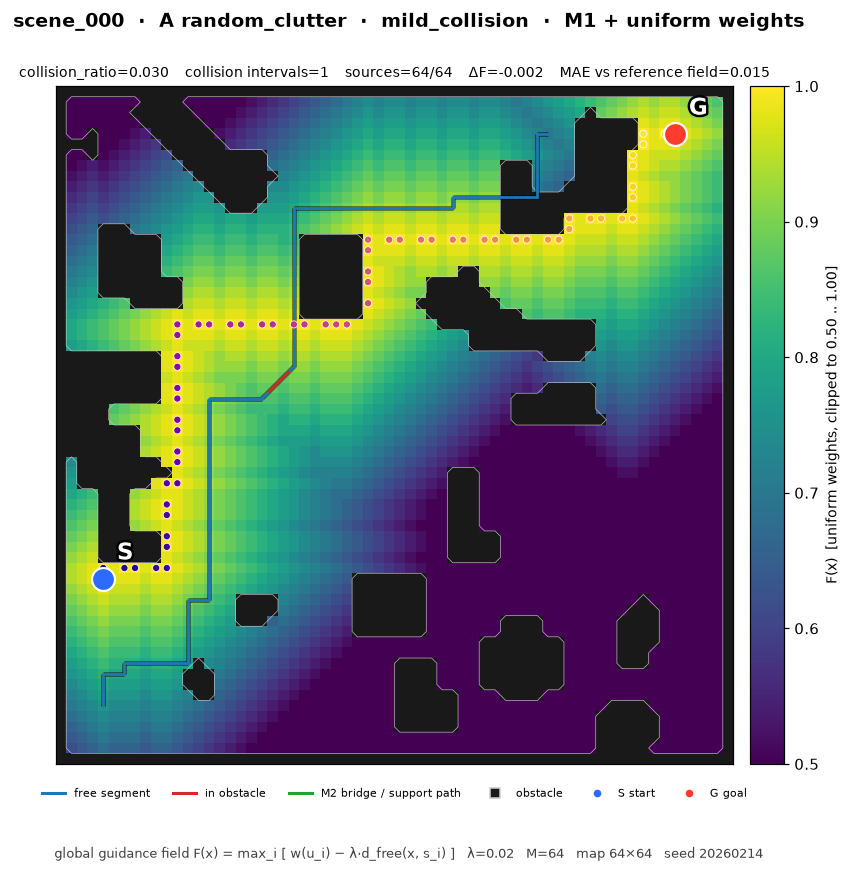 scene_000 · A random_clutter · mild_collision · M1 + uniform weights
collision_ratio=0.030 collision intervals=1 sources=64/64 ΔF=-0.002 MAE vs reference field=0.015
G
S
1.0
0.9
0.8
0.7
0.6
0.5
F(x) [uniform weights, clipped to 0.50 .. 1.00]
free segment
in obstacle
M2 bridge / support path
obstacle
S start
G goal
global guidance field F(x) = max_i [ w(u_i) − λ·d_free(x, s_i) ] λ=0.02 M=64 map 64×64 seed 20260214